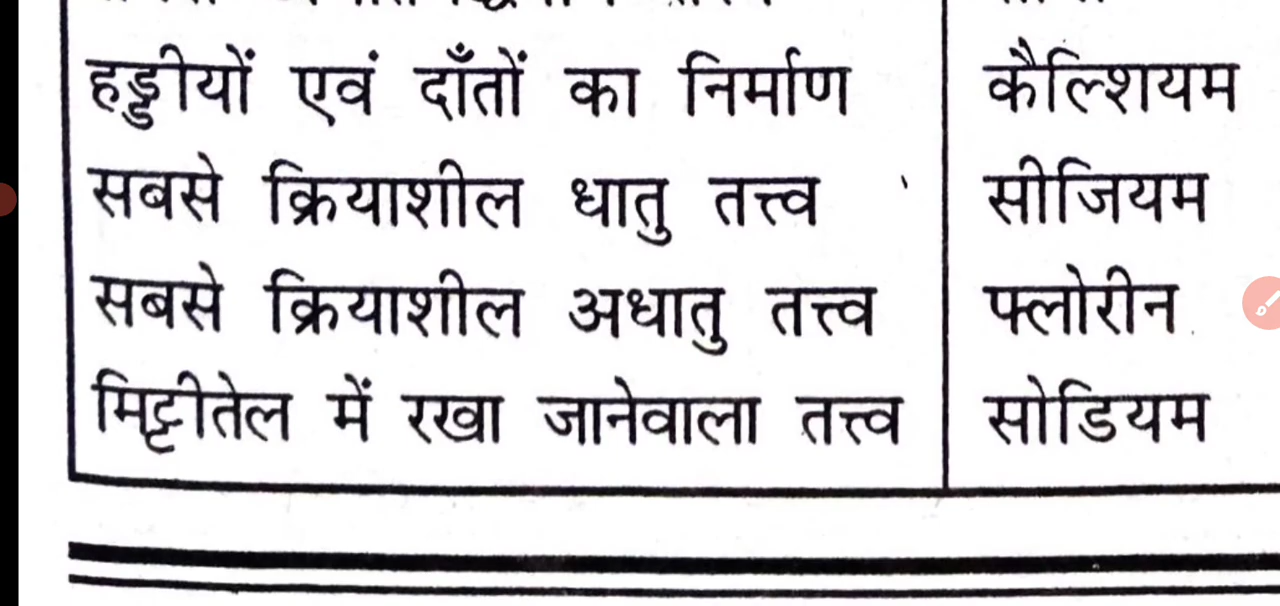 हड्डीयों एवं दाँतों का निर्माण कैल्शियम
सबसे क्रियाशील धातु तत्त्व सीजियम
सबसे क्रियाशील अधातु तत्त्व फ्लोरीन
मिट्टीतेल में रखा जानेवाला तत्त्व सोडियम